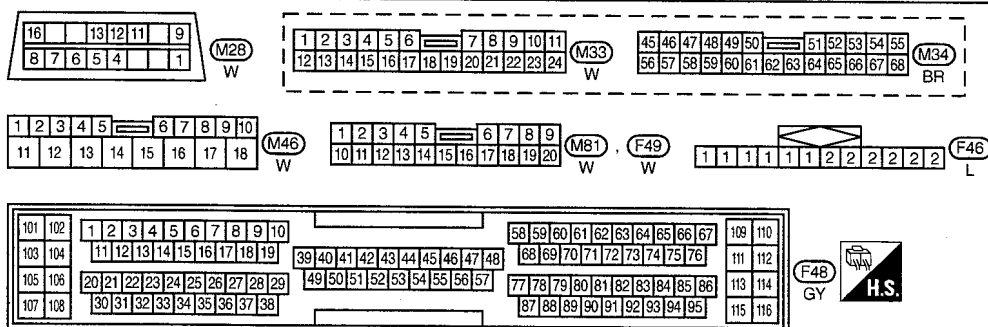 16 13 12 11 9
8 7 6 5 4 1
M28
W
1 2 3 4 5 6 7 8 9 10 11
12 13 14 15 16 17 18 19 20 21 22 23 24
M33
W
45 46 47 48 49 50 51 52 53 54 55
56 57 58 59 60 61 62 63 64 65 66 67 68
M34
BR
1 2 3 4 5 6 7 8 9 10
11 12 13 14 15 16 17 18
M46
W
1 2 3 4 5 6 7 8 9
10 11 12 13 14 15 16 17 18 19 20
M81 , F49
W W
1 1 1 1 1 1 2 2 2 2 2 2
F46
L
101 102
103 104
105 106
107 108
1 2 3 4 5 6 7 8 9 10
11 12 13 14 15 16 17 18 19
20 21 22 23 24 25 26 27 28 29
30 31 32 33 34 35 36 37 38
39 40 41 42 43 44 45 46 47 48
49 50 51 52 53 54 55 56 57
58 59 60 61 62 63 64 65 66 67
68 69 70 71 72 73 74 75 76
77 78 79 80 81 82 83 84 85 86
87 88 89 90 91 92 93 94 95
109 110
111 112
113 114
115 116
F48
GY
H.S.